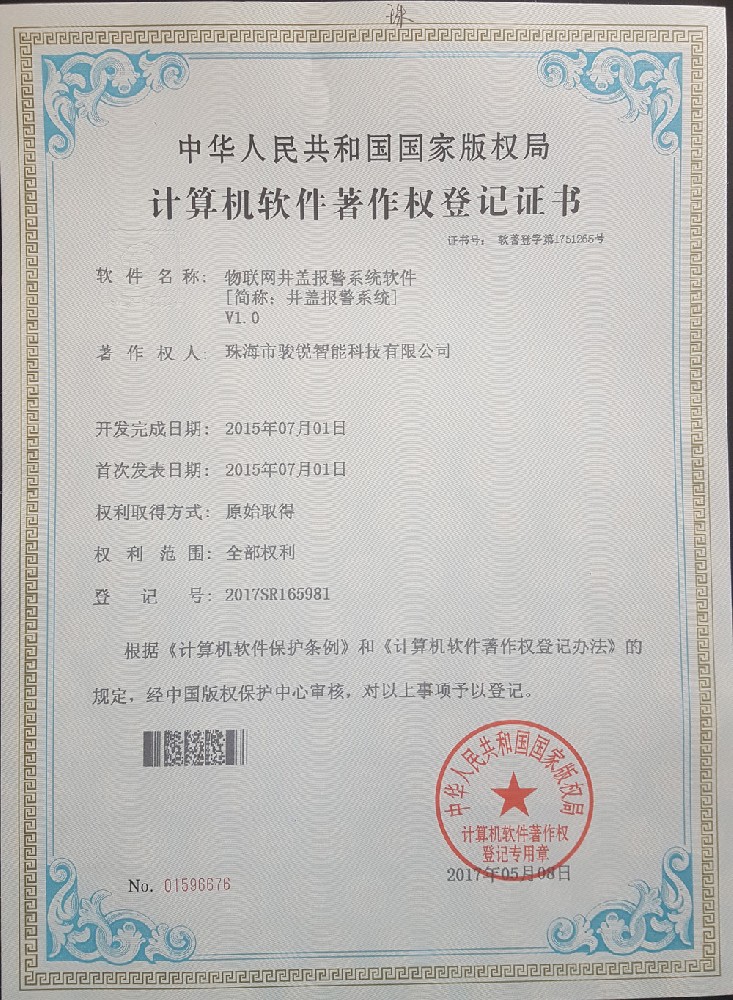 中华人民共和国国家版权局
计算机软件著作权登记证书
证书号： 软著登字第1751265号
软件名称： 物联网井盖报警系统软件
[简称：井盖报警系统]
V1.0
著作权人： 珠海市骏锐智能科技有限公司
开发完成日期： 2015年07月01日
首次发表日期： 2015年07月01日
权利取得方式： 原始取得
权利范围： 全部权利
登记号： 2017SR165981
根据《计算机软件保护条例》和《计算机软件著作权登记办法》的
规定，经中国版权保护中心审核，对以上事项予以登记。
中华人民共和国国家版权局
计算机软件著作权
登记专用章
2017年05月08日
No. 01596676